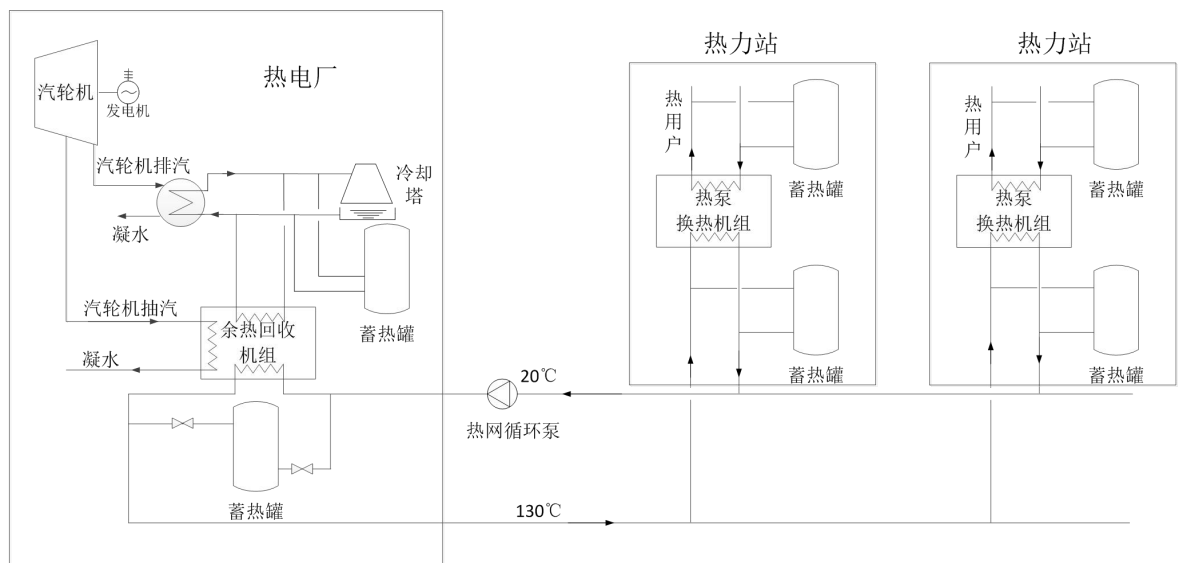 热电厂
汽轮机
发电机
汽轮机排汽
冷却
塔
凝水
汽轮机抽汽
蓄热罐
余热回收
机组
凝水
蓄热罐
20℃
热网循环泵
130℃
热力站
热
用
户
蓄热罐
热泵
换热机组
蓄热罐
热力站
热
用
户
蓄热罐
热泵
换热机组
蓄热罐